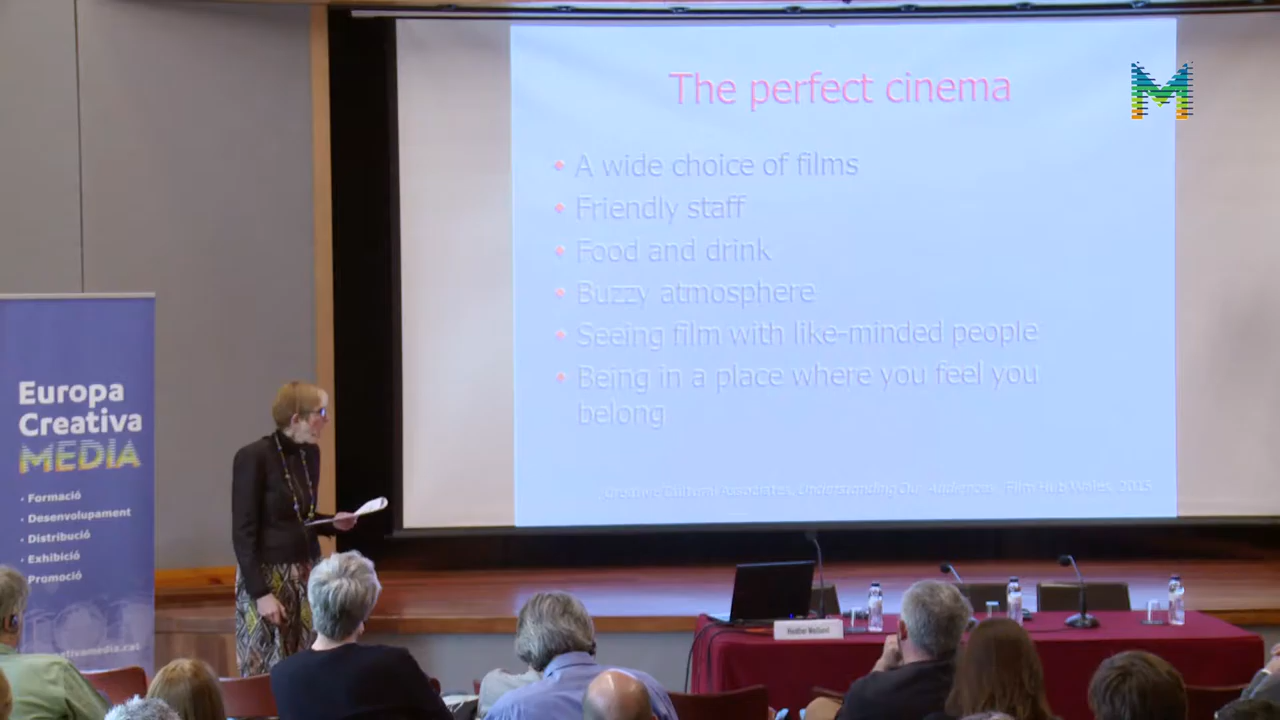 The perfect cinema
M
• A wide choice of films
• Friendly staff
• Food and drink
• Buzzy atmosphere
• Seeing film with like-minded people
• Being in a place where you feel you
belong
Creative Cultural Associates, Understanding Our Audiences, Film Hub Wales, 2015
Europa
Creativa
MEDIA
· Formació
· Desenvolupament
· Distribució
· Exhibició
· Promoció
eativamedia.cat